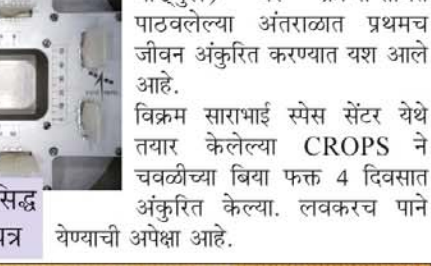 पाठवलेल्या अंतराळात प्रथमच
जीवन अंकुरित करण्यात यश आले
आहे.
विक्रम साराभाई स्पेस सेंटर येथे
तयार केलेल्या CROPS ने
चवळीच्या बिया फक्त 4 दिवसात
अंकुरित केल्या. लवकरच पाने
येण्याची अपेक्षा आहे.